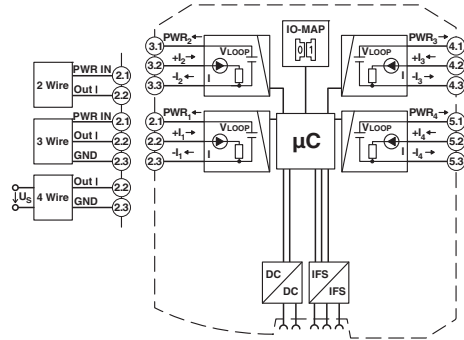 PWR₂ IO-MAP PWR₃
3.1 VLOOP 0 1 VLOOP 4.1
3.2 +I₂ +I₃ 4.2
3.3 -I₂ I I -I₃ 4.3
PWR IN 2.1
2 Wire
Out I 2.2
PWR IN 2.1
3 Wire Out I 2.2
GND 2.3
Out I 2.2
US 4 Wire
GND 2.3
2.1 PWR₁ VLOOP µC VLOOP PWR₄ 5.1
2.2 +I₁ +I₄ 5.2
2.3 -I₁ I I -I₄ 5.3
DC IFS
DC IFS